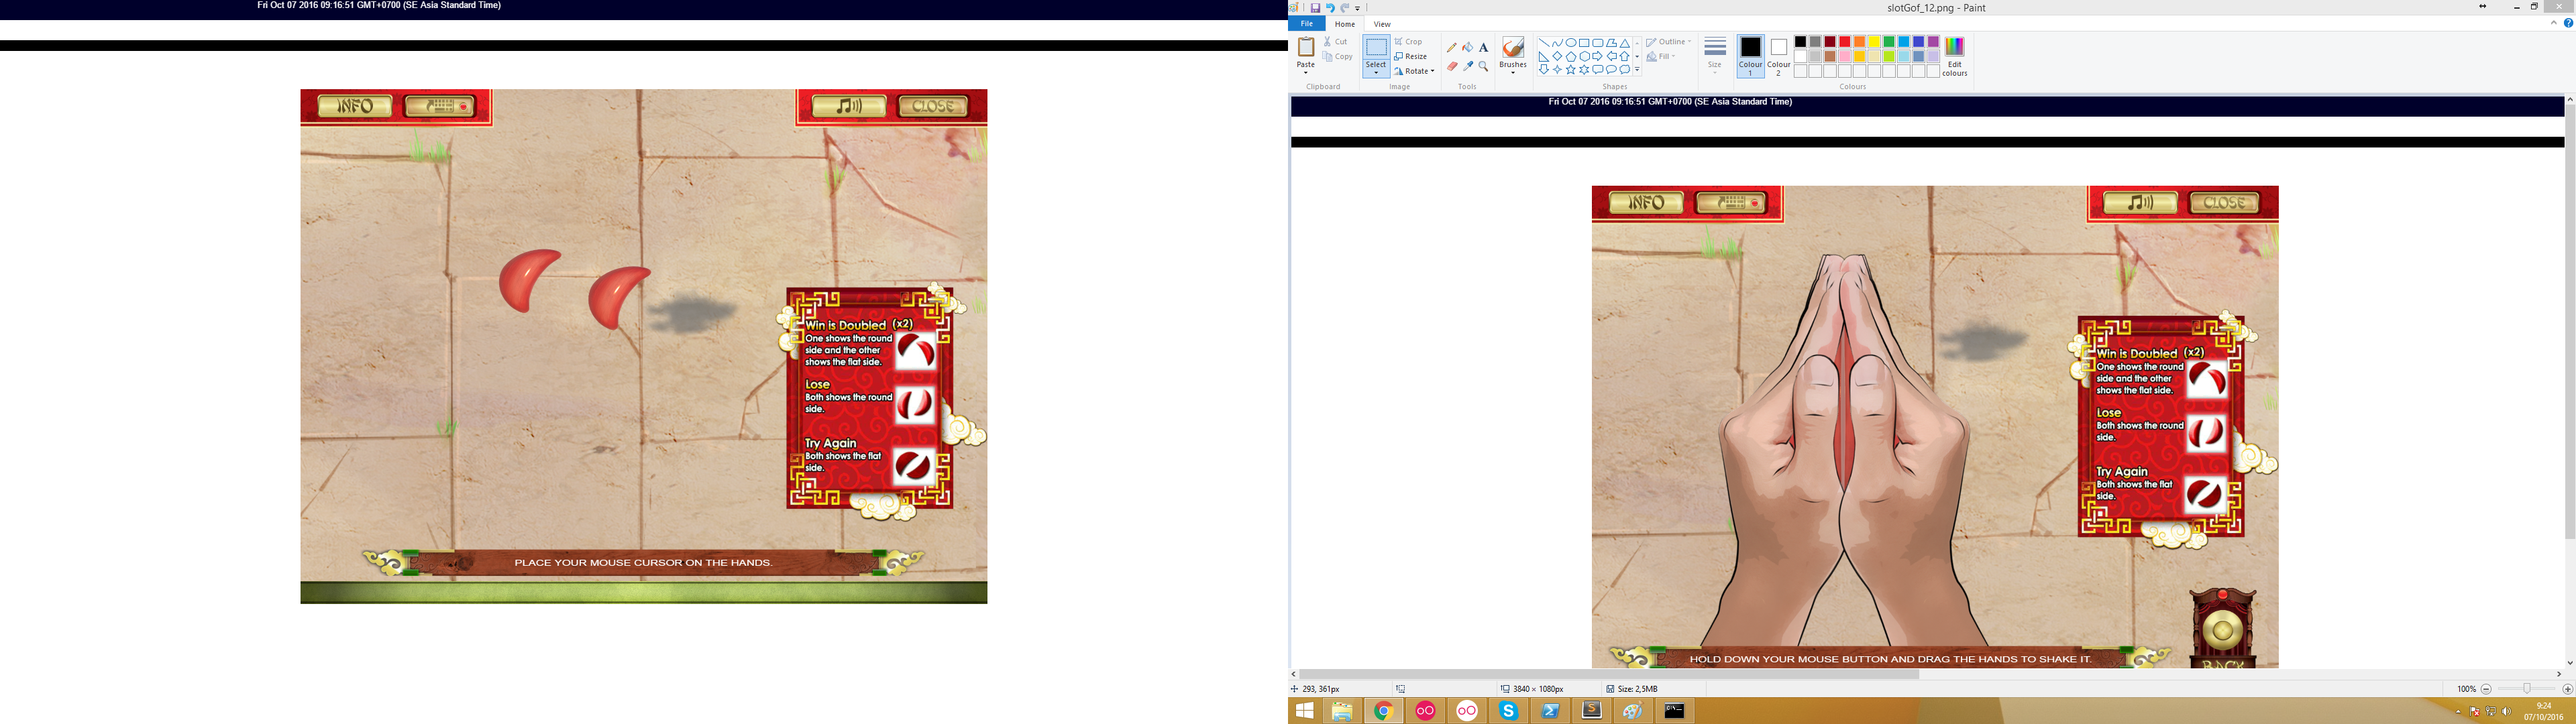 Fri Oct 07 2016 09:16:51 GMT+0700 (SE Asia Standard Time)
INFO
CLOSE
Win is Doubled (x2)
One shows the round
side and the other
shows the flat side.
Lose
Both shows the round
side.
Try Again
Both shows the flat
side.
PLACE YOUR MOUSE CURSOR ON THE HANDS.
slotGof_12.png - Paint
File
Home
View
Paste
Cut
Copy
Clipboard
Select
Crop
Resize
Rotate
Image
Tools
Brushes
Outline
Fill
Shapes
Size
Colour
1
Colour
2
Edit
colours
Colours
Fri Oct 07 2016 09:16:51 GMT+0700 (SE Asia Standard Time)
INFO
CLOSE
Win is Doubled (x2)
One shows the round
side and the other
shows the flat side.
Lose
Both shows the round
side.
Try Again
Both shows the flat
side.
HOLD DOWN YOUR MOUSE BUTTON AND DRAG THE HANDS TO SHAKE IT.
BACK
293, 361px
3840 × 1080px
Size: 2,5MB
100%
9:24
07/10/2016